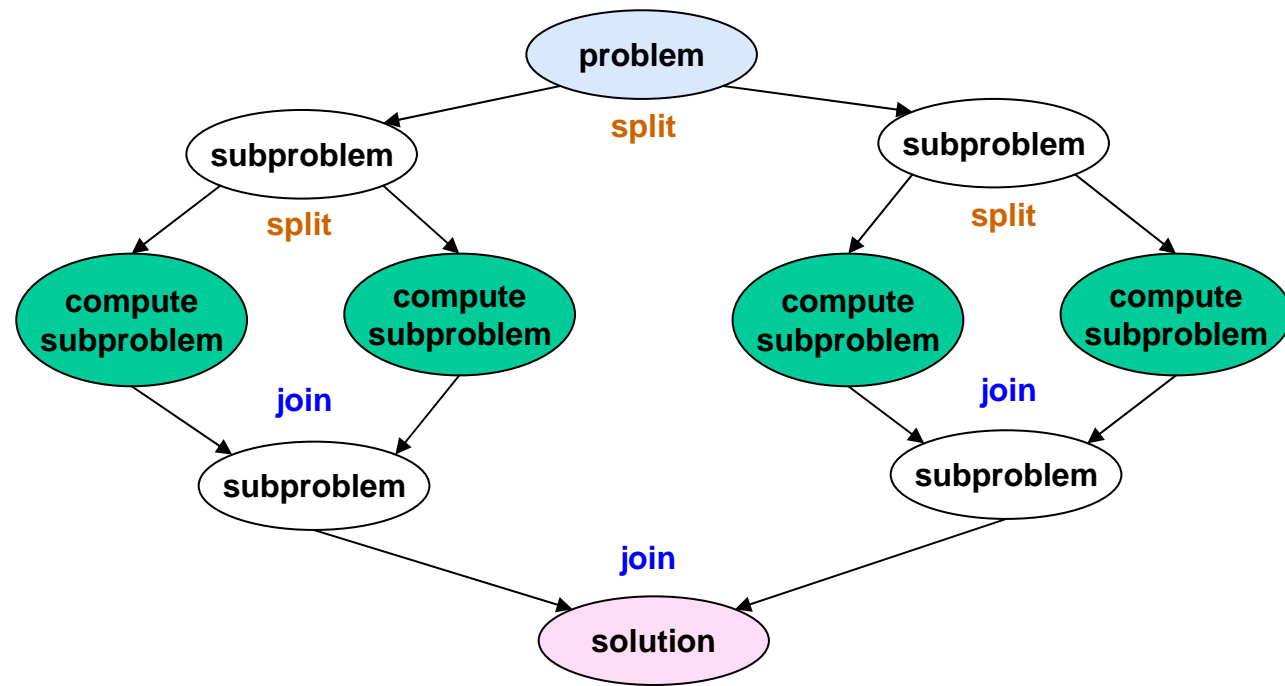 problem
split
subproblem
subproblem
split
split
compute
subproblem
compute
subproblem
compute
subproblem
compute
subproblem
join
join
subproblem
subproblem
join
solution